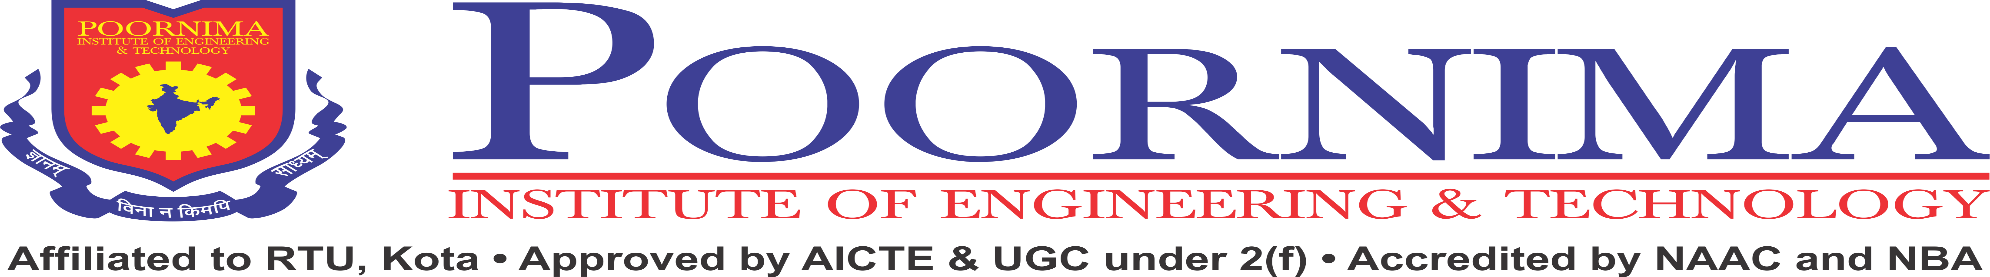 POORNIMA
INSTITUTE OF ENGINEERING
& TECHNOLOGY
ज्ञानम्
विना न किमपि
साध्यम्
POORNIMA
INSTITUTE OF ENGINEERING & TECHNOLOGY
Affiliated to RTU, Kota • Approved by AICTE & UGC under 2(f) • Accredited by NAAC and NBA